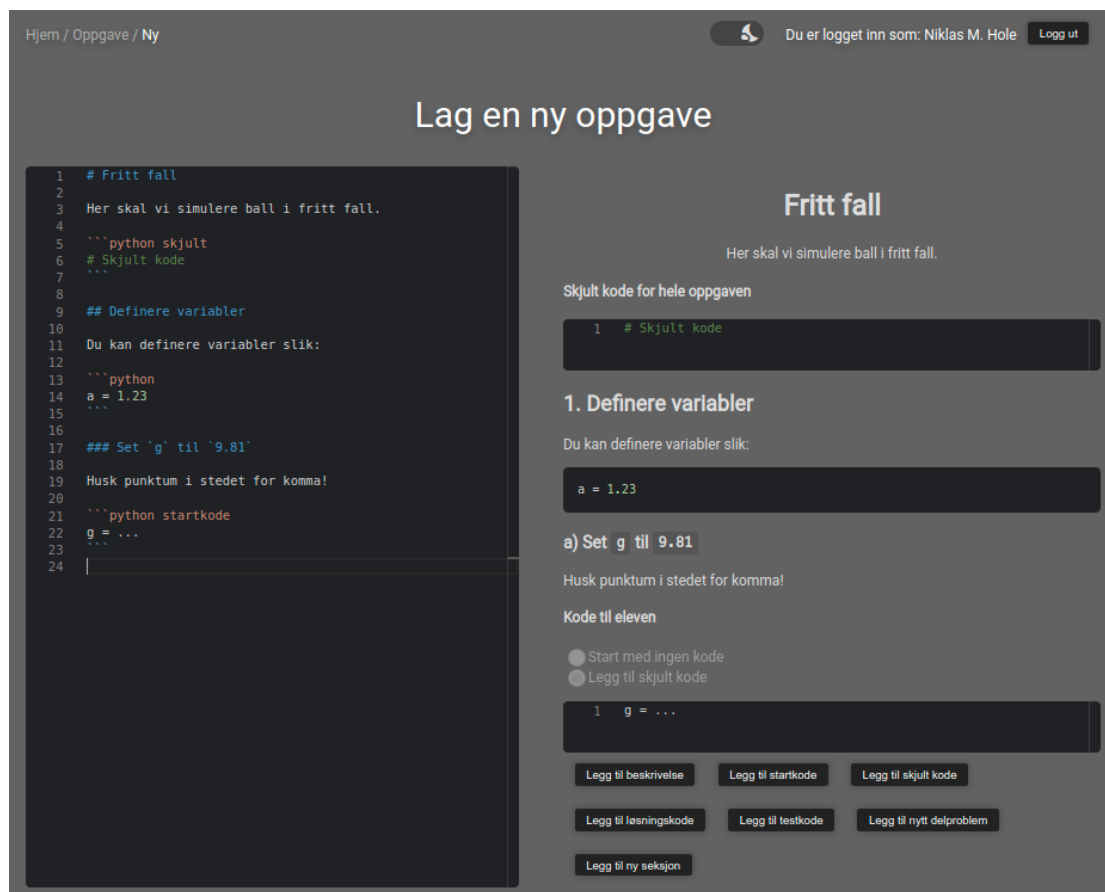 Hjem / Oppgave / Ny
Du er logget inn som: Niklas M. Hole
Logg ut
Lag en ny oppgave
1 # Fritt fall
2
3 Her skal vi simulere ball i fritt fall.
4
5 ```python skjult
6 # Skjult kode
7 ```
8
9 ## Definere variabler
10
11 Du kan definere variabler slik:
12
13 ```python
14 a = 1.23
15 ```
16
17 ### Set `g` til `9.81`
18
19 Husk punktum i stedet for komma!
20
21 ```python startkode
22 g = ...
23 ```
24
Fritt fall
Her skal vi simulere ball i fritt fall.
Skjult kode for hele oppgaven
1 # Skjult kode
1. Definere variabler
Du kan definere variabler slik:
a = 1.23
a) Set g til 9.81
Husk punktum i stedet for komma!
Kode til eleven
Start med ingen kode
Legg til skjult kode
1 g = ...
Legg til beskrivelse Legg til startkode Legg til skjult kode
Legg til løsningskode Legg til testkode Legg til nytt delproblem
Legg til ny seksjon